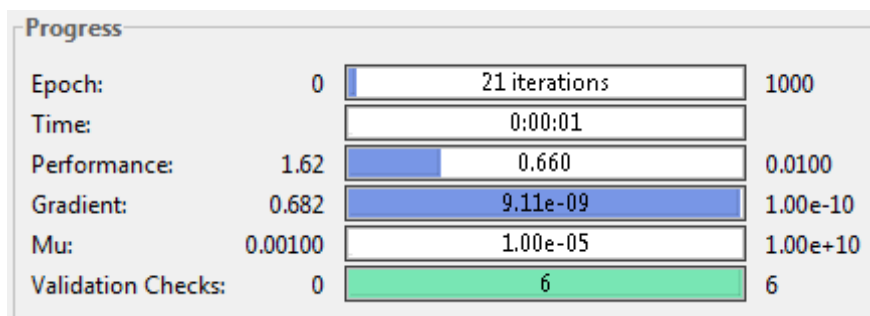 Progress
Epoch: 0 21 iterations 1000
Time: 0:00:01
Performance: 1.62 0.660 0.0100
Gradient: 0.682 9.11e-09 1.00e-10
Mu: 0.00100 1.00e-05 1.00e+10
Validation Checks: 0 6 6